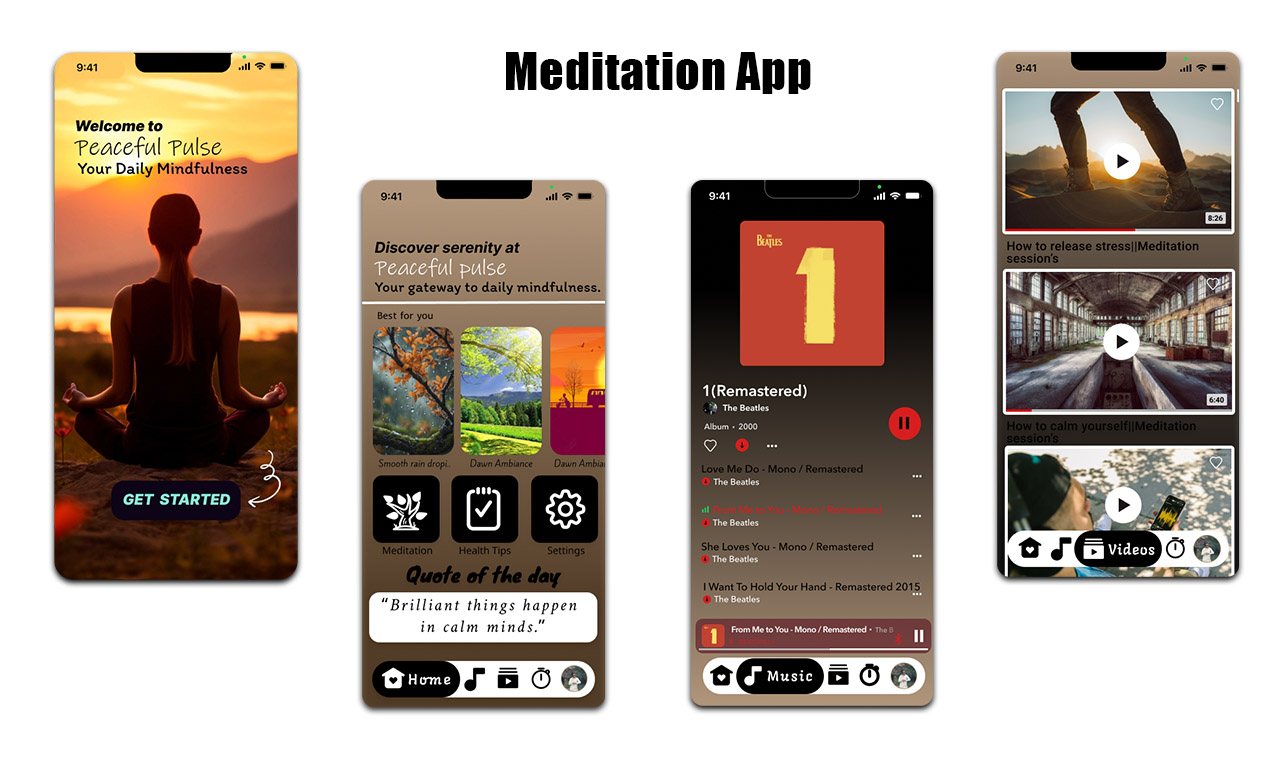 Meditation App
9:41
Welcome to
Peaceful Pulse
Your Daily Mindfulness
GET STARTED
9:41
Discover serenity at
Peaceful pulse
Your gateway to daily mindfulness.
Best for you
Smooth rain dropi..
Dawn Ambiance
Dawn Ambian
Meditation
Health Tips
Settings
Quote of the day
“Brilliant things happen
in calm minds.”
Home
9:41
THE
BEATLES
1
1(Remastered)
The Beatles
Album • 2000
Love Me Do - Mono / Remastered
The Beatles
From Me to You - Mono / Remastered
The Beatles
She Loves You - Mono / Remastered
The Beatles
I Want To Hold Your Hand - Remastered 2015
The Beatles
1
From Me to You - Mono / Remastered • The B
Music
9:41
8:26
How to release stress||Meditation
session's
6:40
How to calm yourself||Meditation
session's
Videos